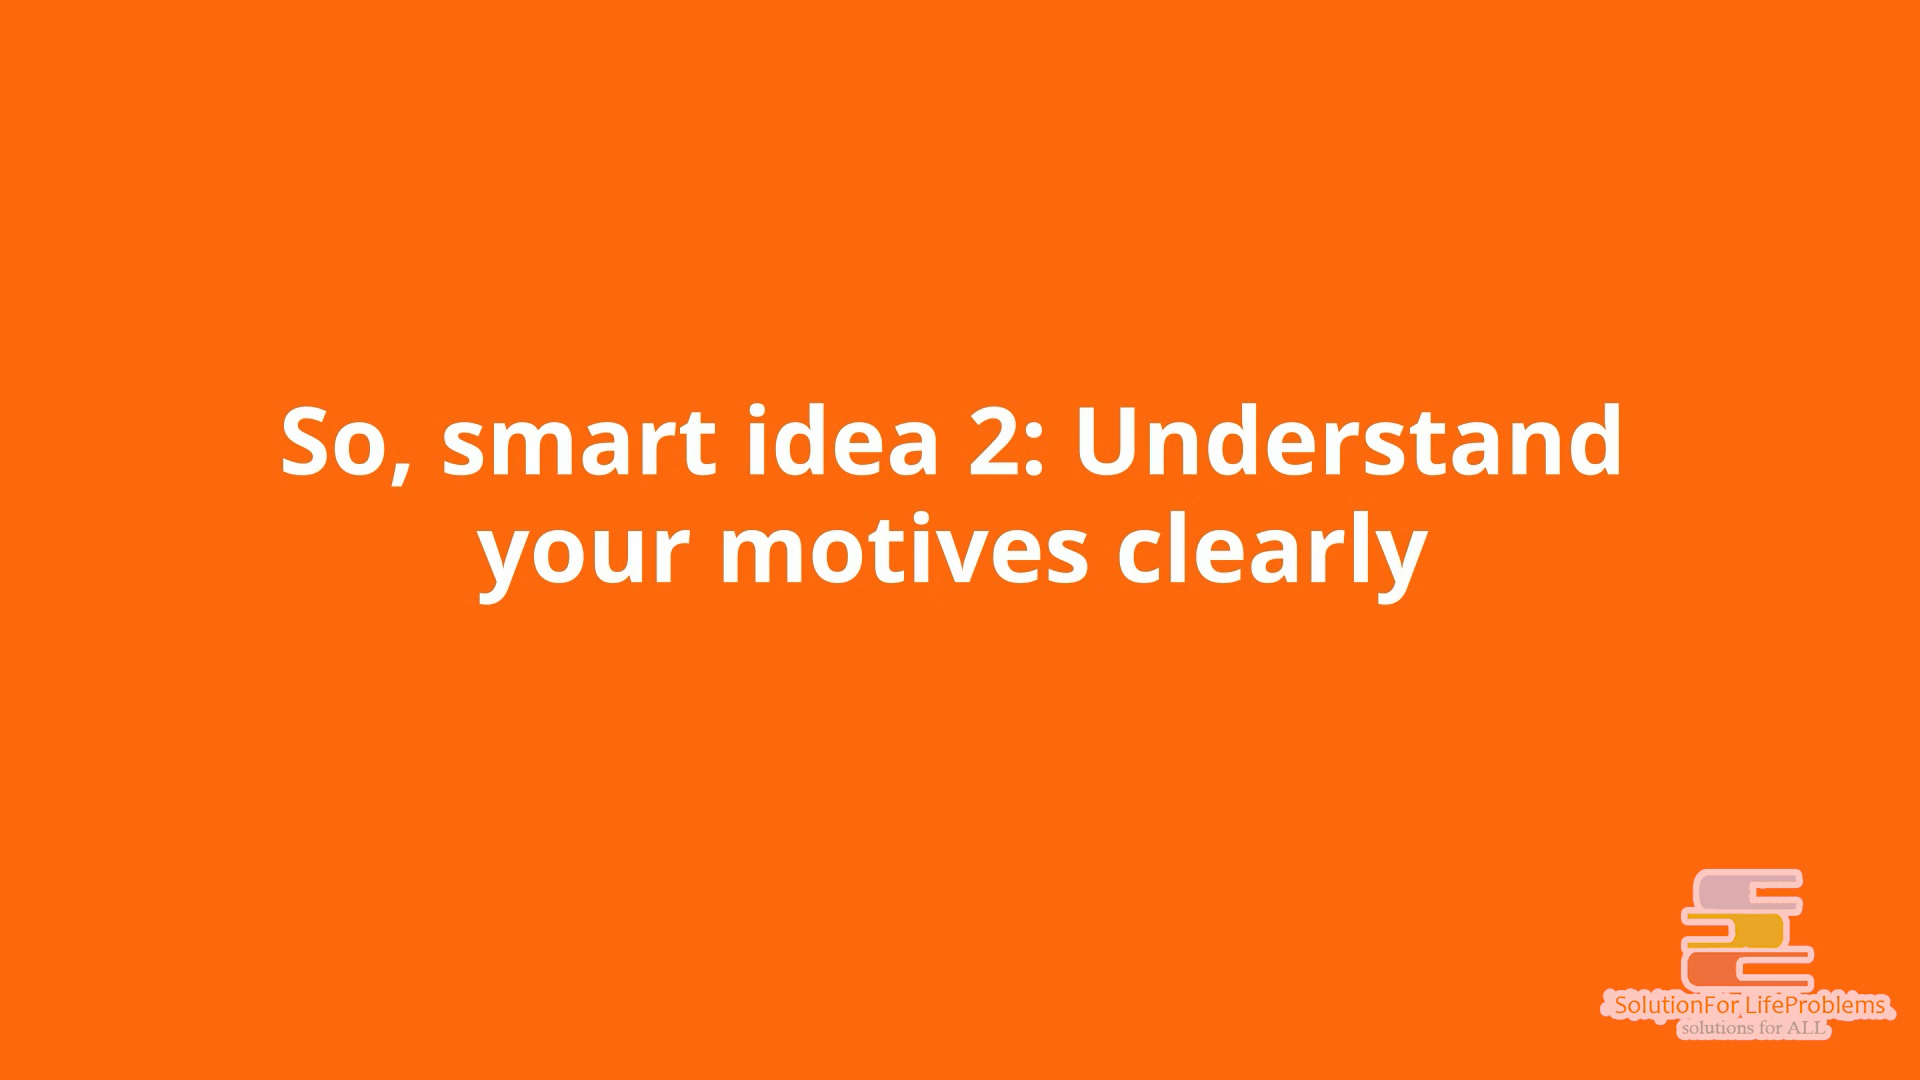 So, smart idea 2: Understand
your motives clearly
SolutionFor LifeProblems
solutions for ALL